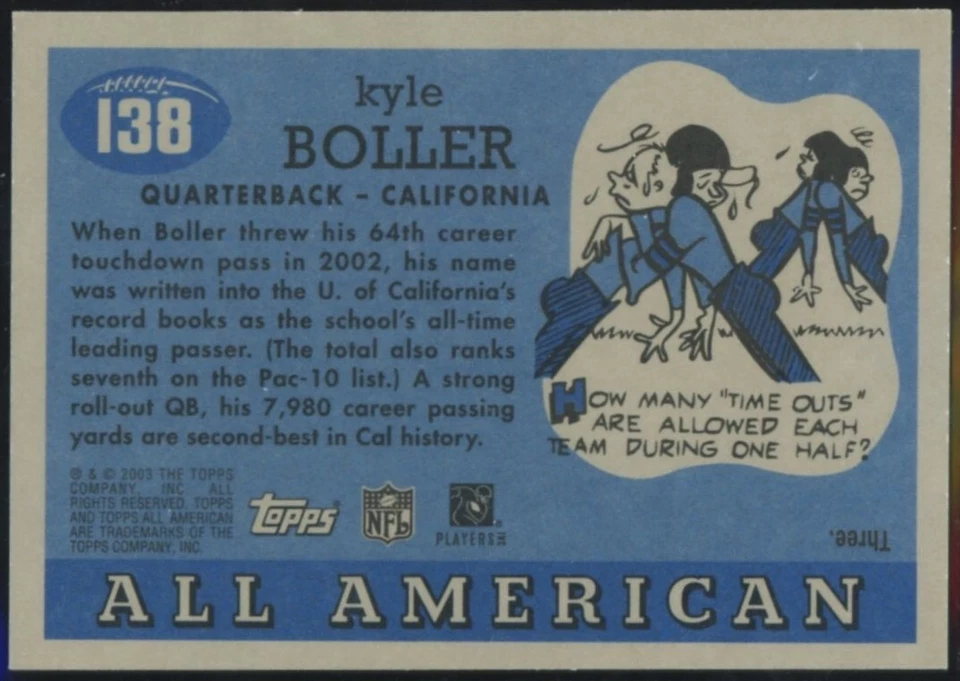 138
kyle
BOLLER
QUARTERBACK – CALIFORNIA
When Boller threw his 64th career
touchdown pass in 2002, his name
was written into the U. of California's
record books as the school's all-time
leading passer. (The total also ranks
seventh on the Pac-10 list.) A strong
roll-out QB, his 7,980 career passing
yards are second-best in Cal history.
HOW MANY "TIME OUTS"
ARE ALLOWED EACH
TEAM DURING ONE HALF?
Three.
® & © 2003 THE TOPPS
COMPANY, INC. ALL
RIGHTS RESERVED. TOPPS
AND TOPPS ALL AMERICAN
ARE TRADEMARKS OF THE
TOPPS COMPANY, INC.
Topps®
NFL
PLAYERS INC
ALL AMERICAN